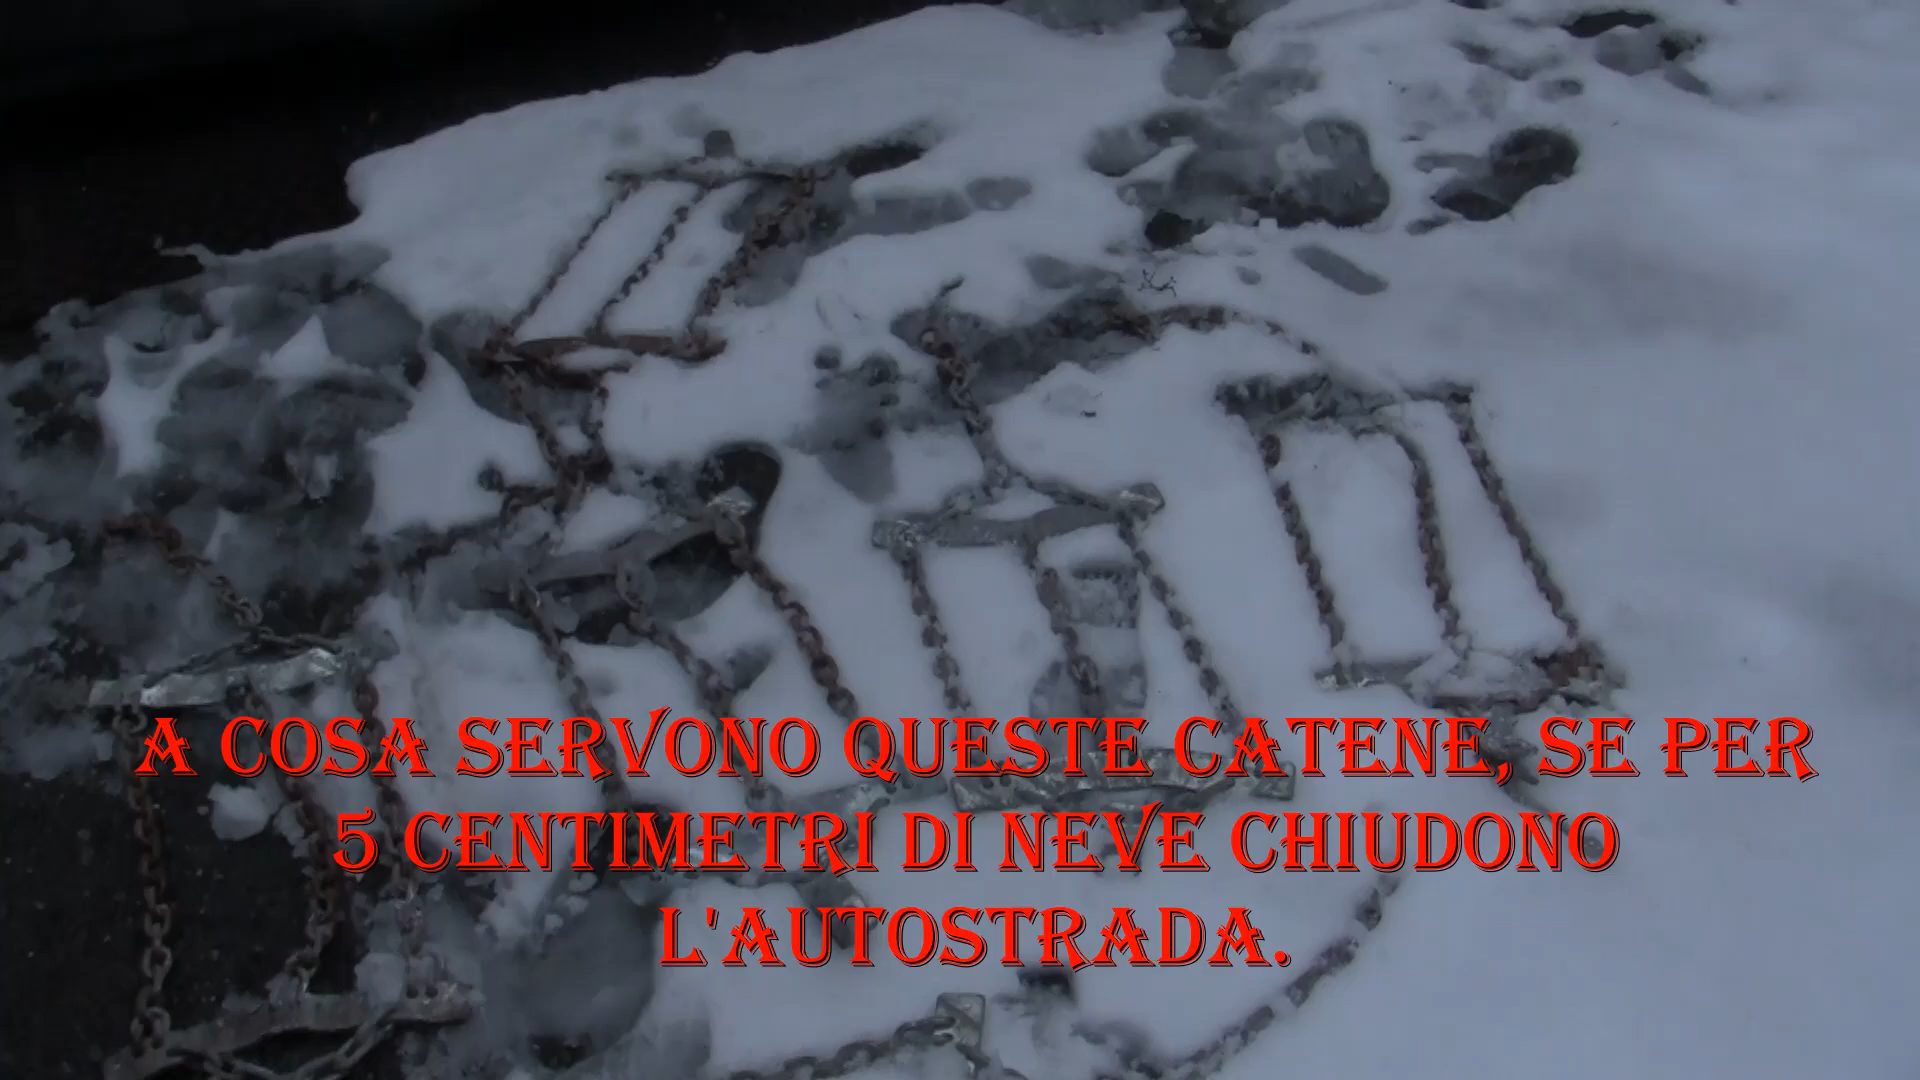 A COSA SERVONO QUESTE CATENE, SE PER
5 CENTIMETRI DI NEVE CHIUDONO
L'AUTOSTRADA.